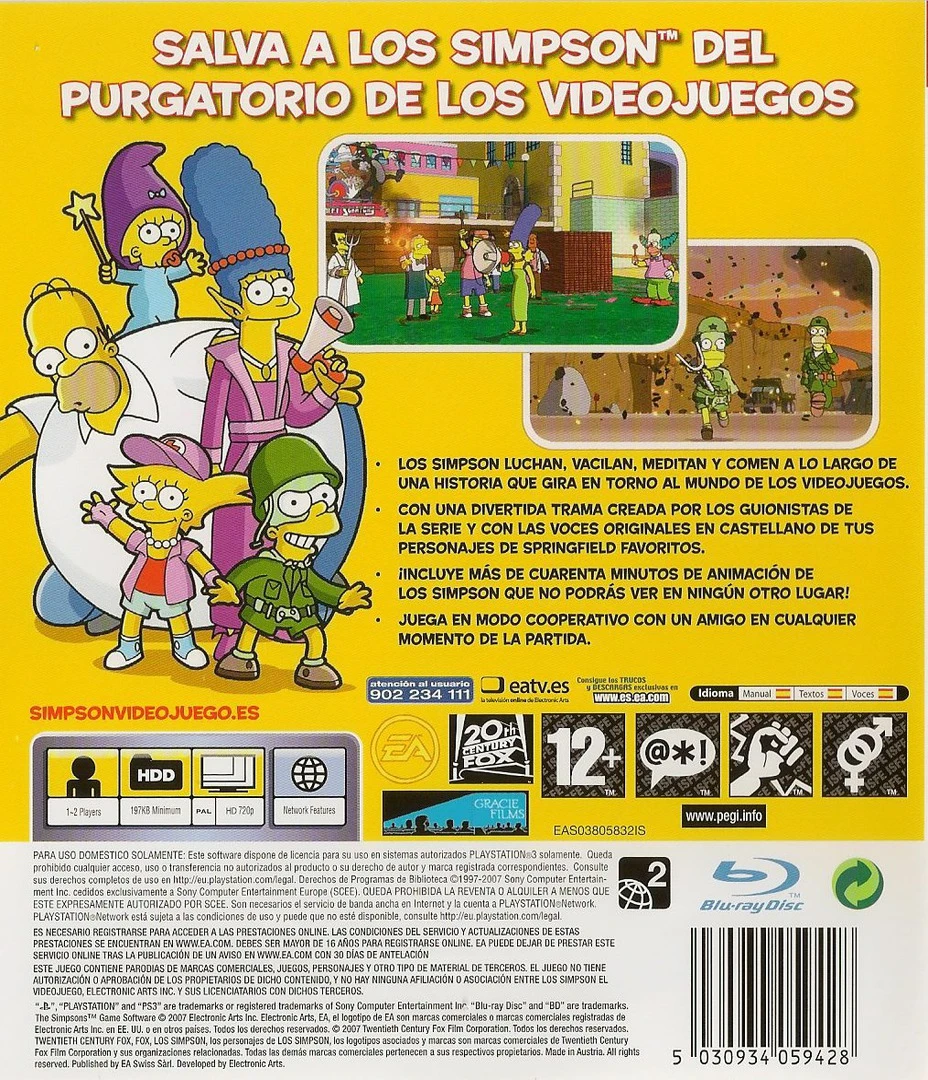 SALVA A LOS SIMPSON™ DEL
PURGATORIO DE LOS VIDEOJUEGOS
• LOS SIMPSON LUCHAN, VACILAN, MEDITAN Y COMEN A LO LARGO DE
UNA HISTORIA QUE GIRA EN TORNO AL MUNDO DE LOS VIDEOJUEGOS.
• CON UNA DIVERTIDA TRAMA CREADA POR LOS GUIONISTAS DE
LA SERIE Y CON LAS VOCES ORIGINALES EN CASTELLANO DE TUS
PERSONAJES DE SPRINGFIELD FAVORITOS.
• ¡INCLUYE MÁS DE CUARENTA MINUTOS DE ANIMACIÓN DE
LOS SIMPSON QUE NO PODRÁS VER EN NINGÚN OTRO LUGAR!
• JUEGA EN MODO COOPERATIVO CON UN AMIGO EN CUALQUIER
MOMENTO DE LA PARTIDA.
SIMPSONVIDEOJUEGO.ES
atención al usuario
902 234 111
eatv.es
la televisión online de Electronic Arts
Consigue los TRUCOS
y DESCARGAS exclusivas en
www.es.ea.com
Idioma Manual Textos Voces
HDD
1-2 Players
197KB Minimum
PAL
HD 720p
Network Features
EA
20th
CENTURY
FOX
GRACIE
FILMS
12+
™
@*!
™
™
™
EAS03805832IS
www.pegi.info
PARA USO DOMESTICO SOLAMENTE: Este software dispone de licencia para su uso en sistemas autorizados PLAYSTATION®3 solamente. Queda
prohibido cualquier acceso, uso o transferencia no autorizados al producto o su derecho de autor y marca registrada correspondientes. Consulte
sus derechos completos de uso en http://eu.playstation.com/legal. Derechos de Programas de Biblioteca ©1997-2007 Sony Computer Entertain-
ment Inc. cedidos exclusivamente a Sony Computer Entertainment Europe (SCEE). QUEDA PROHIBIDA LA REVENTA O ALQUILER A MENOS QUE
ESTE EXPRESAMENTE AUTORIZADO POR SCEE. Son necesarios el servicio de banda ancha en Internet y la cuenta a PLAYSTATION®Network.
PLAYSTATION®Network está sujeta a las condiciones de uso y puede que no esté disponible, consulte http://eu.playstation.com/legal.
ES NECESARIO REGISTRARSE PARA ACCEDER A LAS PRESTACIONES ONLINE. LAS CONDICIONES DEL SERVICIO Y ACTUALIZACIONES DE ESTAS
PRESTACIONES SE ENCUENTRAN EN WWW.EA.COM. DEBES SER MAYOR DE 16 AÑOS PARA REGISTRARSE ONLINE. EA PUEDE DEJAR DE PRESTAR ESTE
SERVICIO ONLINE TRAS LA PUBLICACIÓN DE UN AVISO EN WWW.EA.COM CON 30 DÍAS DE ANTELACIÓN
ESTE JUEGO CONTIENE PARODIAS DE MARCAS COMERCIALES, JUEGOS, PERSONAJES Y OTRO TIPO DE MATERIAL DE TERCEROS. EL JUEGO NO TIENE
AUTORIZACIÓN O APROBACIÓN DE LOS PROPIETARIOS DE DICHO CONTENIDO, Y NO HAY NINGUNA AFILIACIÓN O ASOCIACIÓN ENTRE LOS SIMPSON EL
VIDEOJUEGO, ELECTRONIC ARTS INC. Y SUS LICENCIATARIOS CON DICHOS TERCEROS.
"", "PLAYSTATION" and "PS3" are trademarks or registered trademarks of Sony Computer Entertainment Inc. "Blu-ray Disc" and "BD" are trademarks.
The Simpsons™ Game Software © 2007 Electronic Arts Inc. Electronic Arts, EA, el logotipo de EA son marcas comerciales o marcas comerciales registradas de
Electronic Arts Inc. en EE. UU. o en otros países. Todos los derechos reservados. © 2007 Twentieth Century Fox Film Corporation. Todos los derechos reservados.
TWENTIETH CENTURY FOX, FOX, LOS SIMPSON, los personajes de LOS SIMPSON, los logotipos asociados y marcas son marcas comerciales de Twentieth Century
Fox Film Corporation y sus organizaciones relacionadas. Todas las demás marcas comerciales pertenecen a sus respectivos propietarios. Made in Austria. All rights
reserved. Published by EA Swiss Sàrl. Developed by Electronic Arts.
2
Blu-ray Disc
™
5 030934 059428